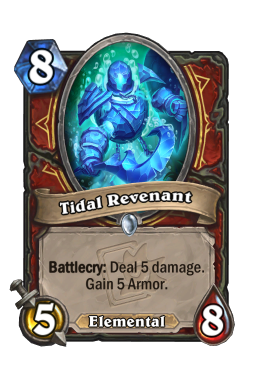 8
Tidal Revenant
Battlecry: Deal 5 damage.
Gain 5 Armor.
5
Elemental
8